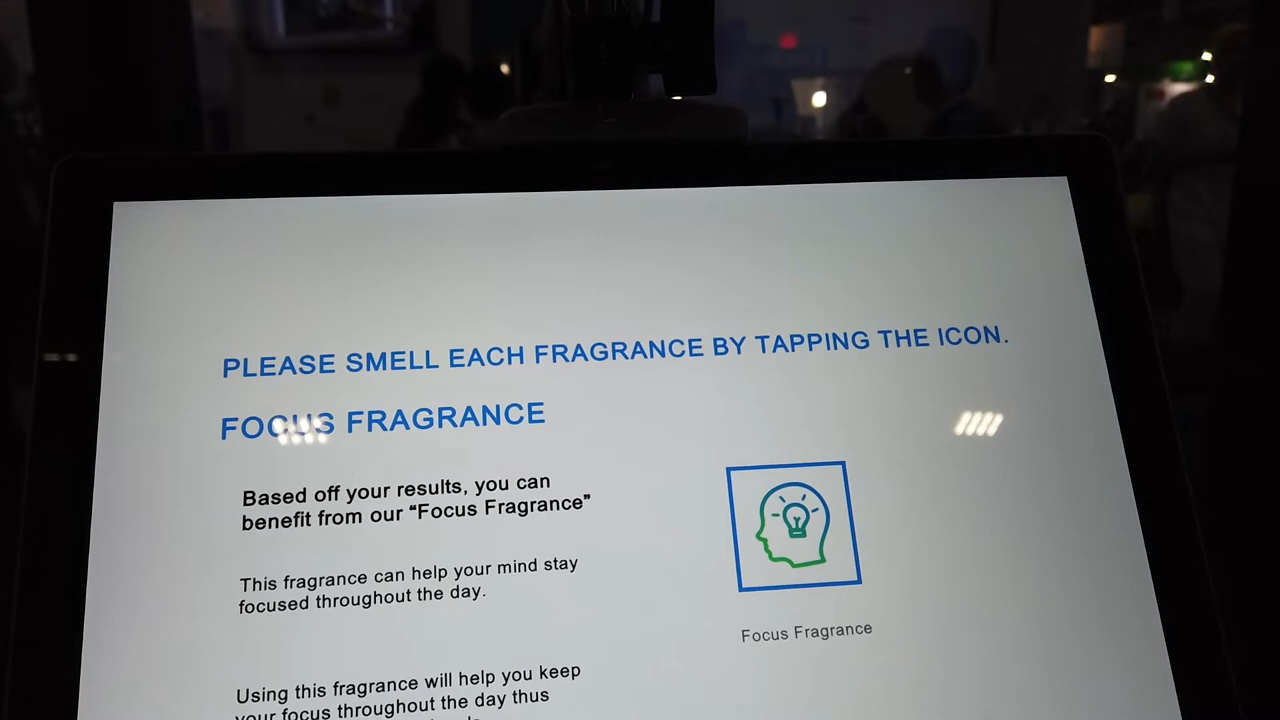 PLEASE SMELL EACH FRAGRANCE BY TAPPING THE ICON.
FOCUS FRAGRANCE
Based off your results, you can
benefit from our “Focus Fragrance”
This fragrance can help your mind stay
focused throughout the day.
Focus Fragrance
Using this fragrance will help you keep
your focus throughout the day thus